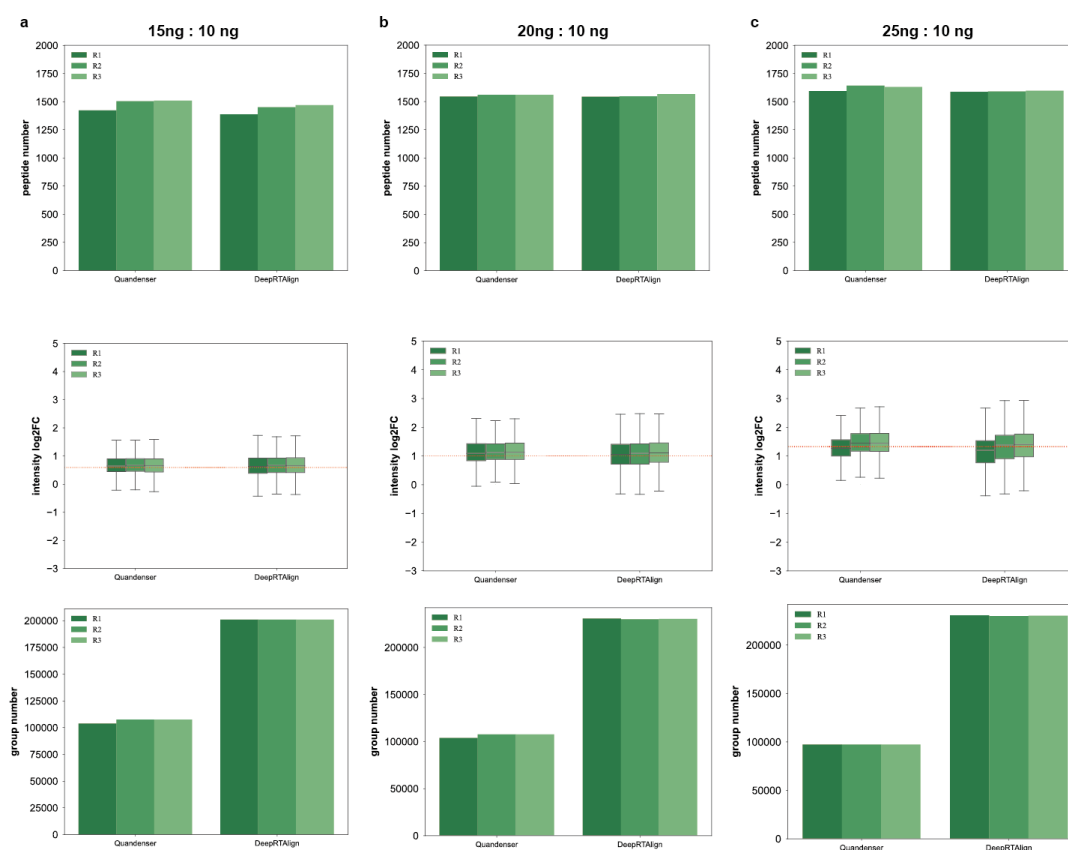 a
15ng : 10 ng
2000
1750
1500
1250
1000
750
500
250
0
peptide number
R1
R2
R3
Quandenser
DeepRTAlign
b
20ng : 10 ng
2000
1750
1500
1250
1000
750
500
250
0
peptide number
R1
R2
R3
Quandenser
DeepRTAlign
c
25ng : 10 ng
2000
1750
1500
1250
1000
750
500
250
0
peptide number
R1
R2
R3
Quandenser
DeepRTAlign
5
4
3
2
1
0
−1
−2
−3
intensity log2FC
R1
R2
R3
Quandenser
DeepRTAlign
5
4
3
2
1
0
−1
−2
−3
intensity log2FC
R1
R2
R3
Quandenser
DeepRTAlign
5
4
3
2
1
0
−1
−2
−3
intensity log2FC
R1
R2
R3
Quandenser
DeepRTAlign
200000
175000
150000
125000
100000
75000
50000
25000
0
group number
R1
R2
R3
Quandenser
DeepRTAlign
200000
150000
100000
50000
0
group number
R1
R2
R3
Quandenser
DeepRTAlign
200000
150000
100000
50000
0
group number
R1
R2
R3
Quandenser
DeepRTAlign